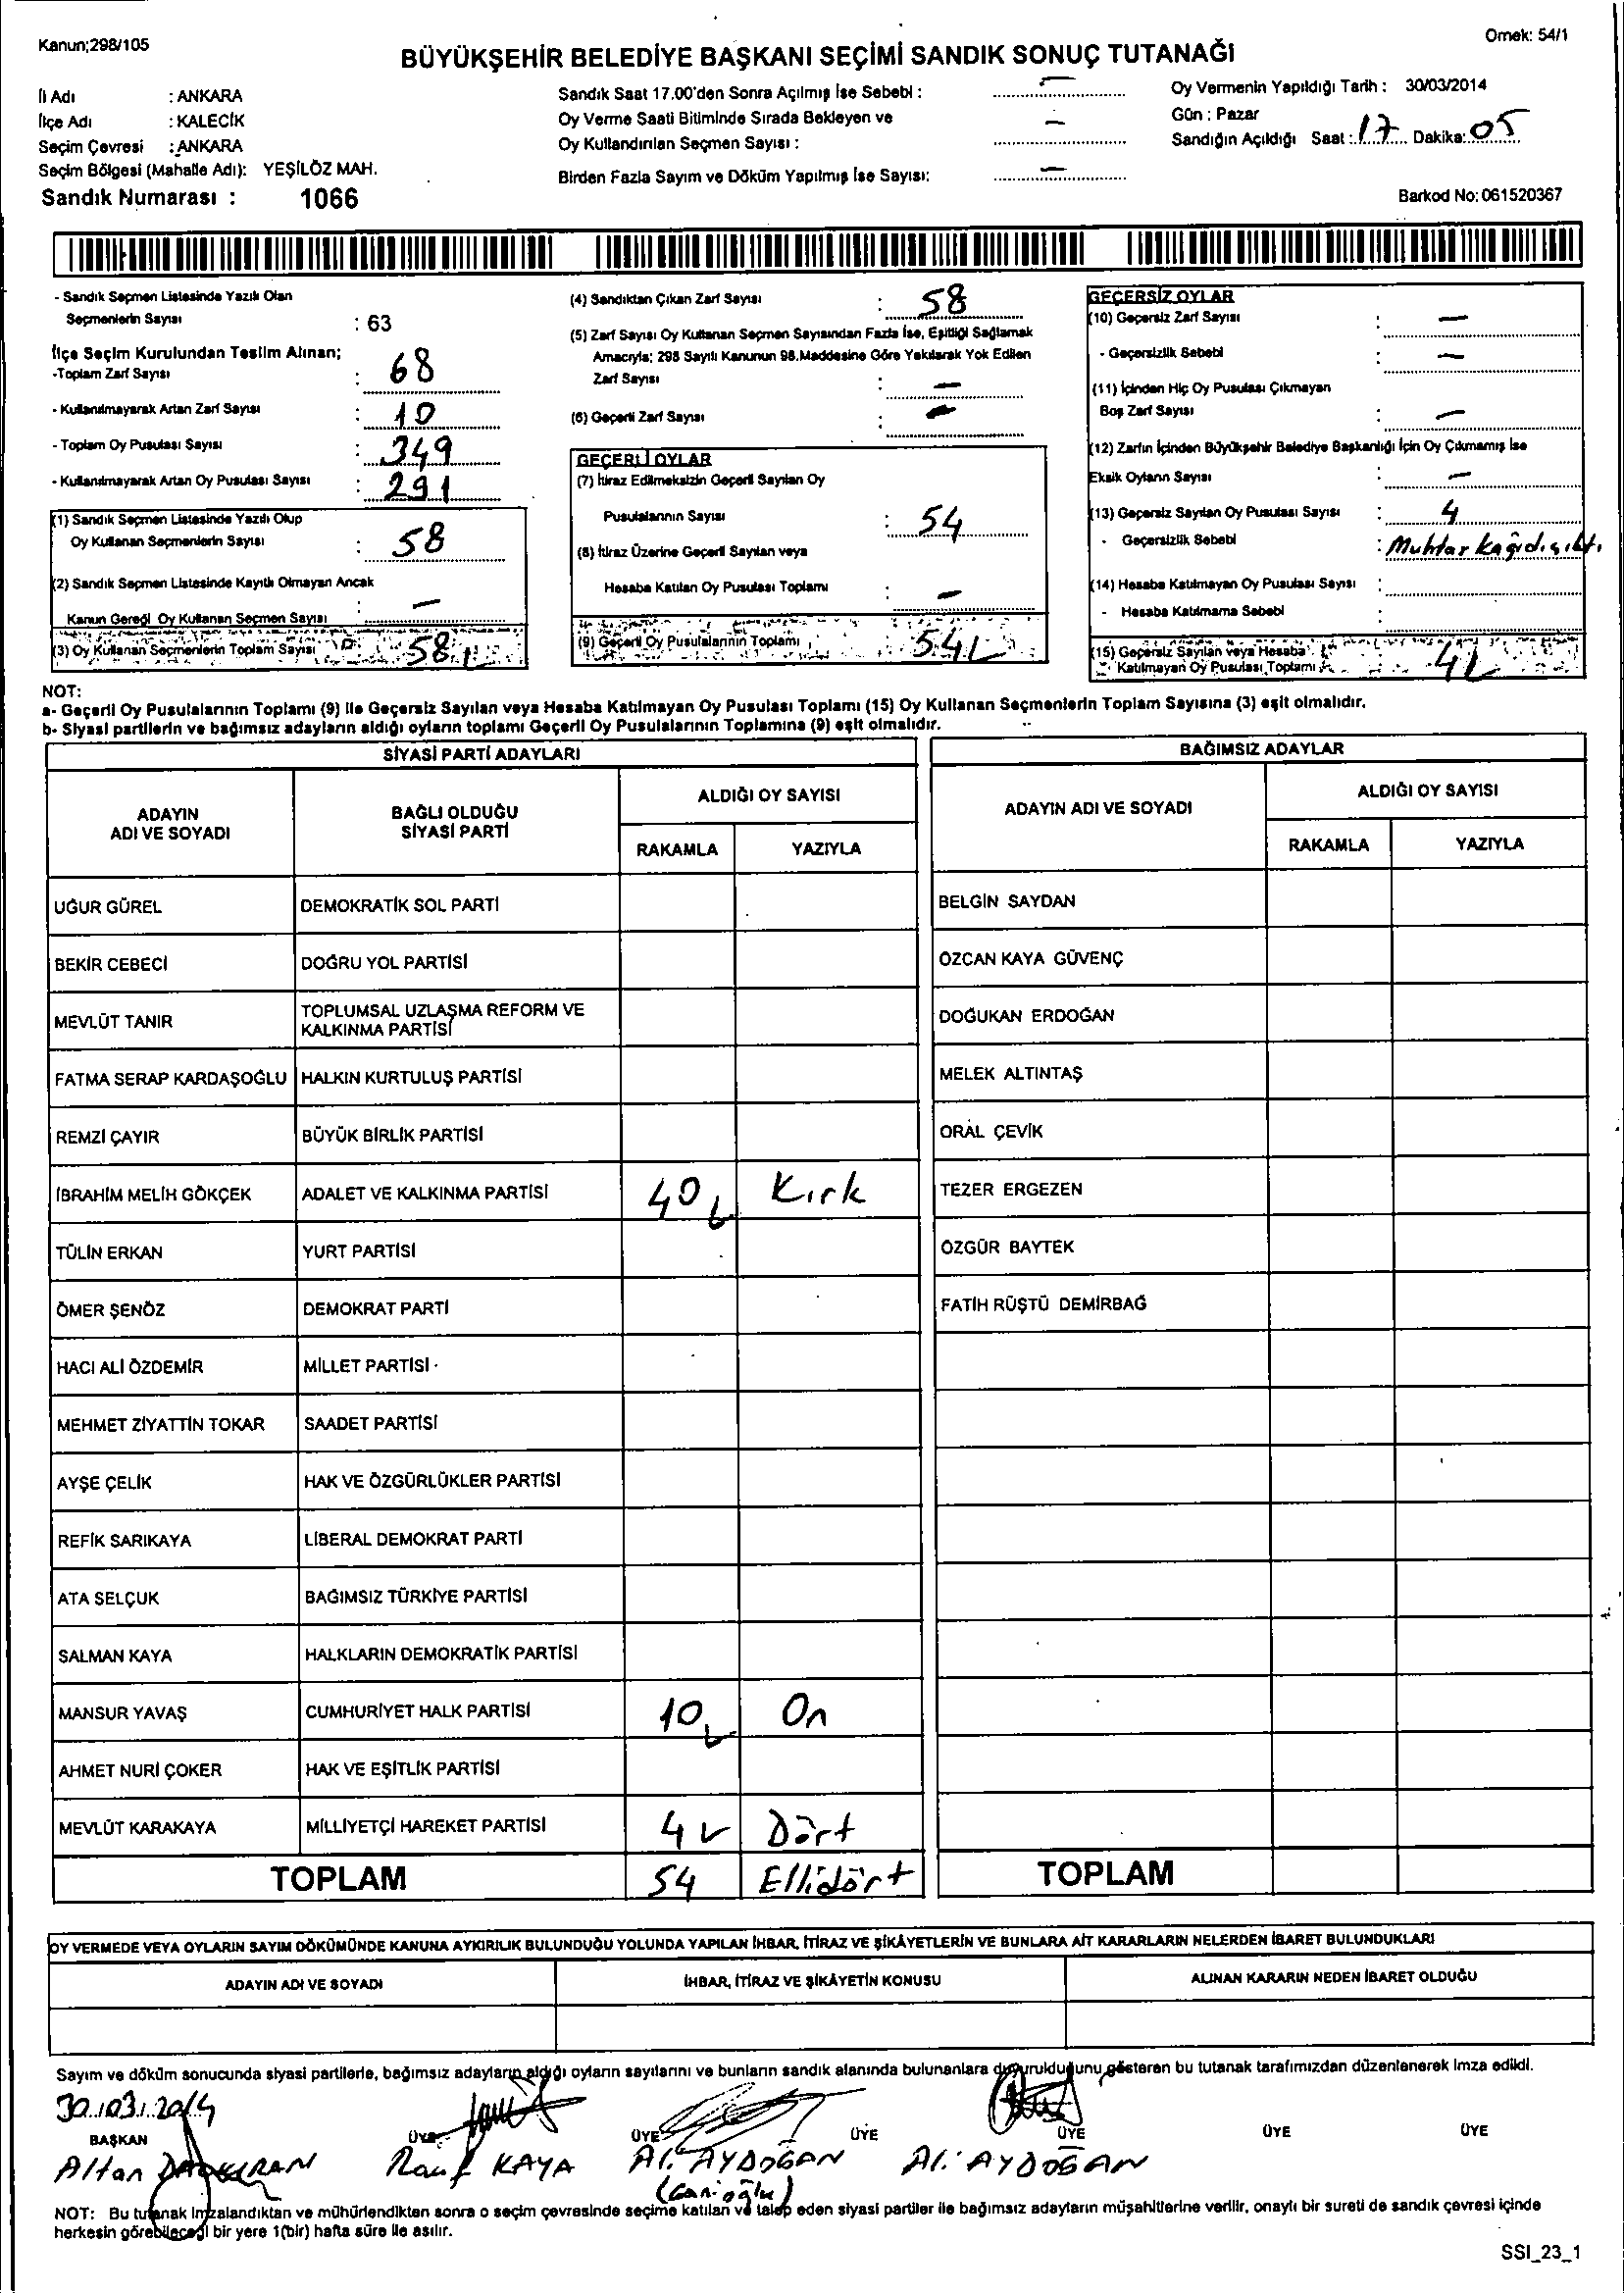 Kanun;298/105
Örnek: 54/1
BÜYÜKŞEHİR BELEDİYE BAŞKANI SEÇİMİ SANDIK SONUÇ TUTANAĞI
İl Adı : ANKARA
İlçe Adı : KALECİK
Seçim Çevresi : ANKARA
Seçim Bölgesi (Mahalle Adı): YEŞİLÖZ MAH.
Sandık Numarası : 1066
Sandık Saat 17.00'den Sonra Açılmış İse Sebebi : —
Oy Verme Saati Bitiminde Sırada Bekleyen ve
Oy Kullandırılan Seçmen Sayısı : —
Birden Fazla Sayım ve Döküm Yapılmış İse Sayısı: —
Oy Vermenin Yapıldığı Tarih : 30/03/2014
Gün : Pazar
Sandığın Açıldığı Saat : 17 Dakika: 05
Barkod No: 061520367
- Sandık Seçmen Listesinde Yazılı Olan
Seçmenlerin Sayısı : 63
İlçe Seçim Kurulundan Teslim Alınan;
-Toplam Zarf Sayısı : 68
- Kullanılmayarak Artan Zarf Sayısı : 10
- Toplam Oy Pusulası Sayısı : 349
- Kullanılmayarak Artan Oy Pusulası Sayısı : 291
(1) Sandık Seçmen Listesinde Yazılı Olup
Oy Kullanan Seçmenlerin Sayısı : 58
(2) Sandık Seçmen Listesinde Kayıtlı Olmayan Ancak
Kanun Gereği Oy Kullanan Seçmen Sayısı : —
(3) Oy Kullanan Seçmenlerin Toplam Sayısı : 58
(4) Sandıktan Çıkan Zarf Sayısı : 58
(5) Zarf Sayısı Oy Kullanan Seçmen Sayısından Fazla İse, Eşitliği Sağlamak
Amacıyla; 298 Sayılı Kanunun 98.Maddesine Göre Yakılarak Yok Edilen
Zarf Sayısı : —
(6) Geçerli Zarf Sayısı : —
GEÇERLİ OYLAR
(7) İtiraz Edilmeksizin Geçerli Sayılan Oy
Pusulalarının Sayısı : 54
(8) İtiraz Üzerine Geçerli Sayılan veya
Hesaba Katılan Oy Pusulası Toplamı : —
(9) Geçerli Oy Pusulalarının Toplamı : 54
GEÇERSİZ OYLAR
(10) Geçersiz Zarf Sayısı : —
- Geçersizlik Sebebi : —
(11) İçinden Hiç Oy Pusulası Çıkmayan
Boş Zarf Sayısı : —
(12) Zarfın İçinden Büyükşehir Belediye Başkanlığı İçin Oy Çıkmamış İse
Eksik Oyların Sayısı : —
(13) Geçersiz Sayılan Oy Pusulası Sayısı : 4
- Geçersizlik Sebebi : Muhtar kağıdı çıktı.
(14) Hesaba Katılmayan Oy Pusulası Sayısı :
- Hesaba Katılmama Sebebi :
(15) Geçersiz Sayılan veya Hesaba
Katılmayan Oy Pusulası Toplamı : 4
NOT:
a- Geçerli Oy Pusulalarının Toplamı (9) ile Geçersiz Sayılan veya Hesaba Katılmayan Oy Pusulası Toplamı (15) Oy Kullanan Seçmenlerin Toplam Sayısına (3) eşit olmalıdır.
b- Siyasi partilerin ve bağımsız adayların aldığı oyların toplamı Geçerli Oy Pusulalarının Toplamına (9) eşit olmalıdır.
SİYASİ PARTİ ADAYLARI
ADAYIN
ADI VE SOYADI
BAĞLI OLDUĞU
SİYASİ PARTİ
ALDIĞI OY SAYISI
RAKAMLA YAZIYLA
UĞUR GÜREL DEMOKRATİK SOL PARTİ
BEKİR CEBECİ DOĞRU YOL PARTİSİ
MEVLÜT TANIR TOPLUMSAL UZLAŞMA REFORM VE
KALKINMA PARTİSİ
FATMA SERAP KARDAŞOĞLU HALKIN KURTULUŞ PARTİSİ
REMZİ ÇAYIR BÜYÜK BİRLİK PARTİSİ
İBRAHİM MELİH GÖKÇEK ADALET VE KALKINMA PARTİSİ 40 Kırk
TÜLİN ERKAN YURT PARTİSİ
ÖMER ŞENÖZ DEMOKRAT PARTİ
HACI ALİ ÖZDEMİR MİLLET PARTİSİ
MEHMET ZİYATTİN TOKAR SAADET PARTİSİ
AYŞE ÇELİK HAK VE ÖZGÜRLÜKLER PARTİSİ
REFİK SARIKAYA LİBERAL DEMOKRAT PARTİ
ATA SELÇUK BAĞIMSIZ TÜRKİYE PARTİSİ
SALMAN KAYA HALKLARIN DEMOKRATİK PARTİSİ
MANSUR YAVAŞ CUMHURİYET HALK PARTİSİ 10 On
AHMET NURİ ÇOKER HAK VE EŞİTLİK PARTİSİ
MEVLÜT KARAKAYA MİLLİYETÇİ HAREKET PARTİSİ 4 Dört
TOPLAM 54 Ellidört
BAĞIMSIZ ADAYLAR
ADAYIN ADI VE SOYADI
ALDIĞI OY SAYISI
RAKAMLA YAZIYLA
BELGİN SAYDAN
ÖZCAN KAYA GÜVENÇ
DOĞUKAN ERDOĞAN
MELEK ALTINTAŞ
ORAL ÇEVİK
TEZER ERGEZEN
ÖZGÜR BAYTEK
FATİH RÜŞTÜ DEMİRBAĞ
TOPLAM
OY VERMEDE VEYA OYLARIN SAYIM DÖKÜMÜNDE KANUNA AYKIRILIK BULUNDUĞU YOLUNDA YAPILAN İHBAR, İTİRAZ VE ŞİKÂYETLERİN VE BUNLARA AİT KARARLARIN NELERDEN İBARET BULUNDUKLARI
ADAYIN ADI VE SOYADI
İHBAR, İTİRAZ VE ŞİKÂYETİN KONUSU
ALINAN KARARIN NEDEN İBARET OLDUĞU
Sayım ve döküm sonucunda siyasi partilerle, bağımsız adayların aldığı oyların sayılarını ve bunların sandık alanında bulunanlara duyurulduğunu gösteren bu tutanak tarafımızdan düzenlenerek imza edildi.
30.03.2014
BAŞKAN ÜYE ÜYE ÜYE ÜYE ÜYE ÜYE
Altan Rauf KAYA Ali AYDOĞAN Ali AYDOĞAN
NOT: Bu tutanak imzalandıktan ve mühürlendikten sonra o seçim çevresinde seçime katılan ve talep eden siyasi partiler ile bağımsız adayların müşahitlerine verilir, onaylı bir sureti de sandık çevresi içinde
herkesin görebileceği bir yere 1(bir) hafta süre ile asılır.
SSI_23_1